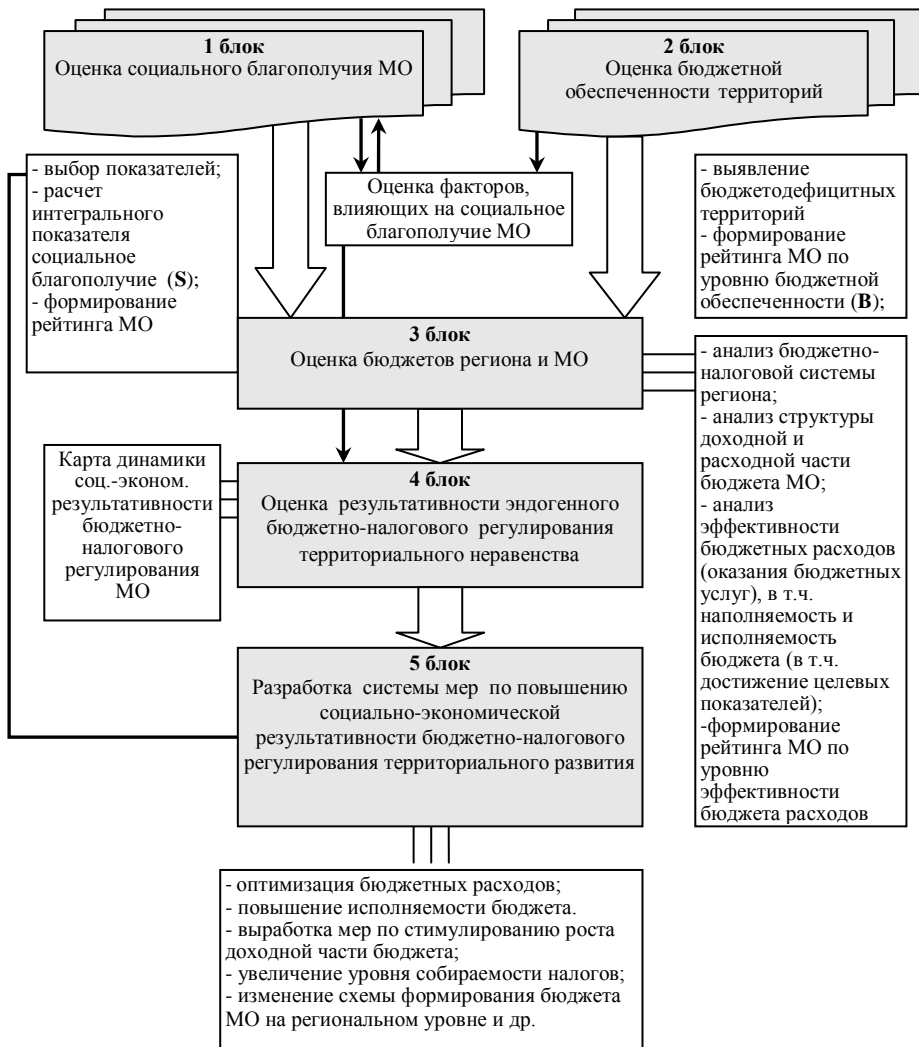 1 блок
Оценка социального благополучия МО
2 блок
Оценка бюджетной
обеспеченности территорий
- выбор показателей;
- расчет
интегрального
показателя
социальное
благополучие (S);
- формирование
рейтинга МО
Оценка факторов,
влияющих на социальное
благополучие МО
- выявление
бюджетодефицитных
территорий
- формирование
рейтинга МО по
уровню бюджетной
обеспеченности (В);
3 блок
Оценка бюджетов региона и МО
- анализ бюджетно-
налоговой системы
региона;
- анализ структуры
доходной и
расходной части
бюджета МО;
- анализ
эффективности
бюджетных расходов
(оказания бюджетных
услуг), в т.ч.
наполняемость и
исполняемость
бюджета (в т.ч.
достижение целевых
показателей);
-формирование
рейтинга МО по
уровню
эффективности
бюджета расходов
Карта динамики
соц.-эконом.
результативности
бюджетно-
налогового
регулирования
МО
4 блок
Оценка результативности эндогенного
бюджетно-налогового регулирования
территориального неравенства
5 блок
Разработка системы мер по повышению
социально-экономической
результативности бюджетно-налогового
регулирования территориального развития
- оптимизация бюджетных расходов;
- повышение исполняемости бюджета.
- выработка мер по стимулированию роста
доходной части бюджета;
- увеличение уровня собираемости налогов;
- изменение схемы формирования бюджета
МО на региональном уровне и др.